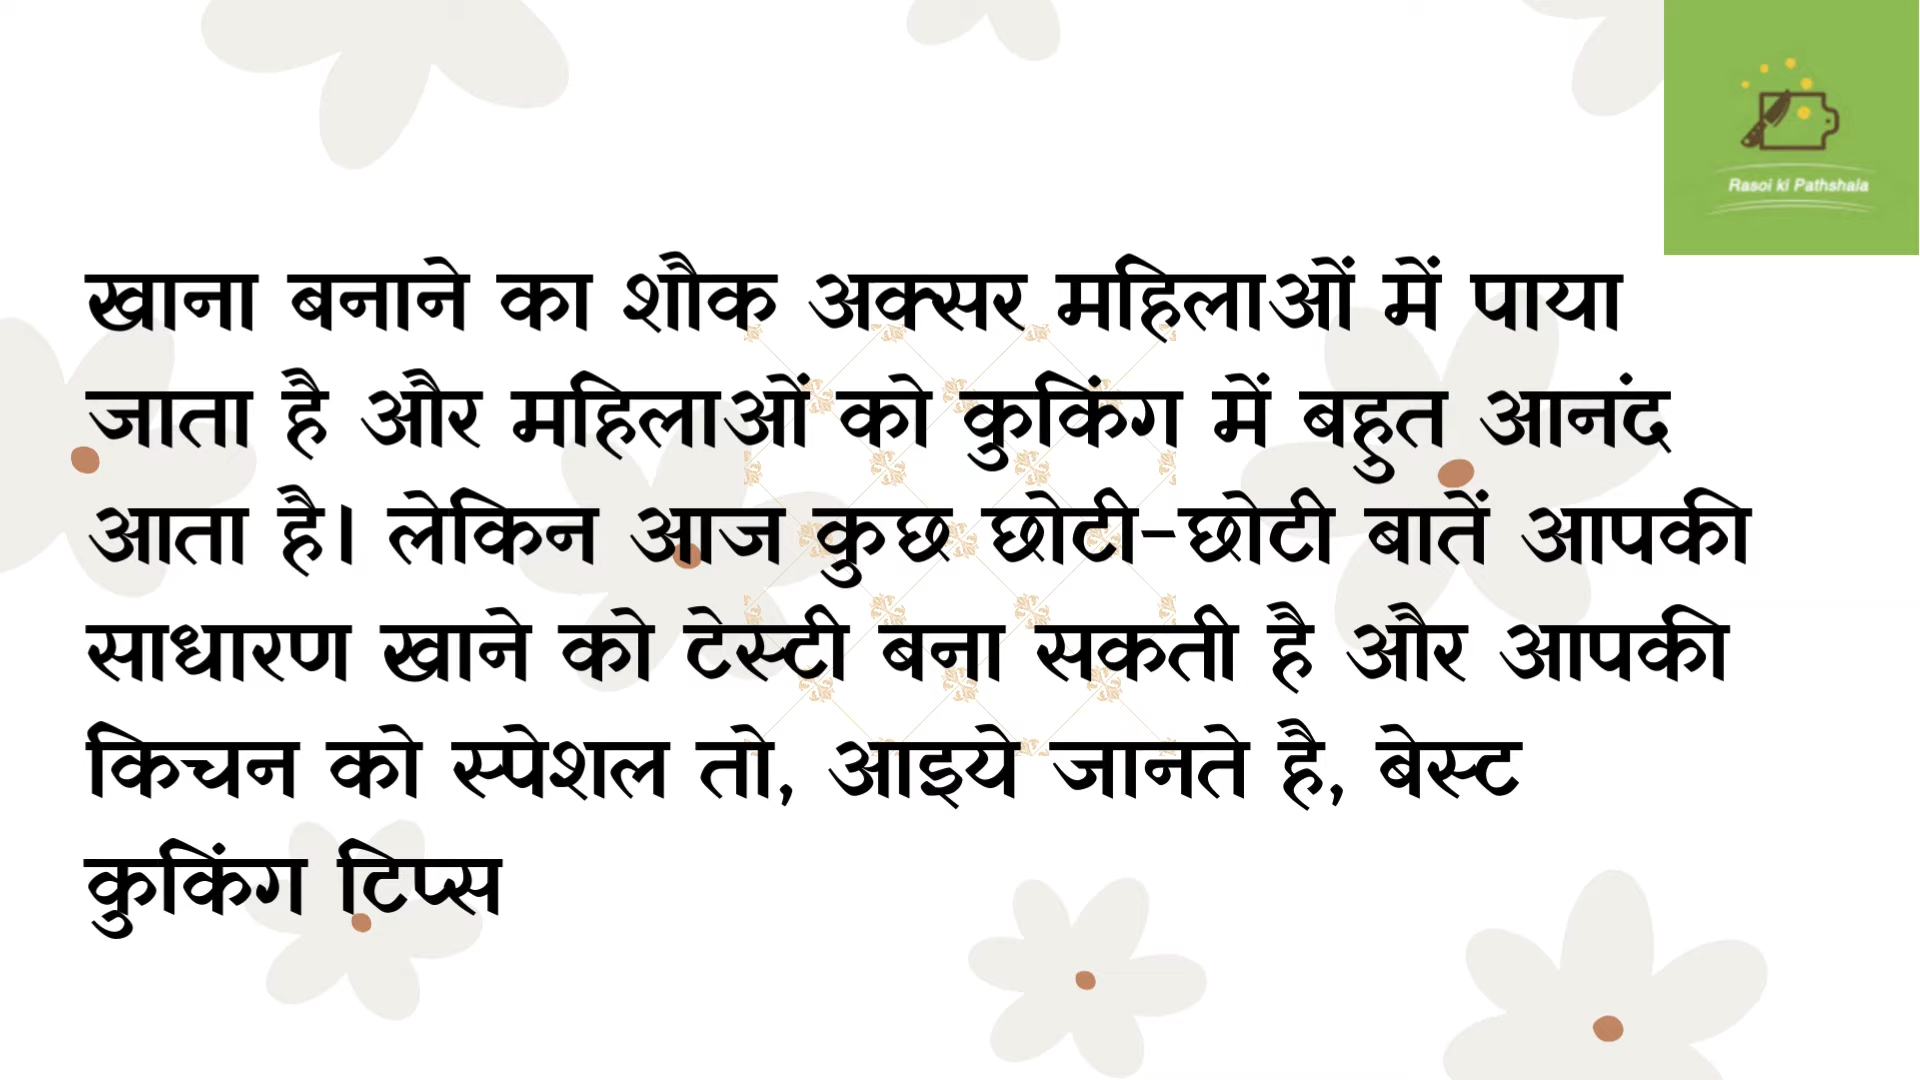 Rasoi ki Pathshala
खाना बनाने का शौक अक्सर महिलाओं में पाया
जाता है और महिलाओं को कुकिंग में बहुत आनंद
आता है। लेकिन आज कुछ छोटी-छोटी बातें आपकी
साधारण खाने को टेस्टी बना सकती है और आपकी
किचन को स्पेशल तो, आइये जानते है, बेस्ट
कुकिंग टिप्स